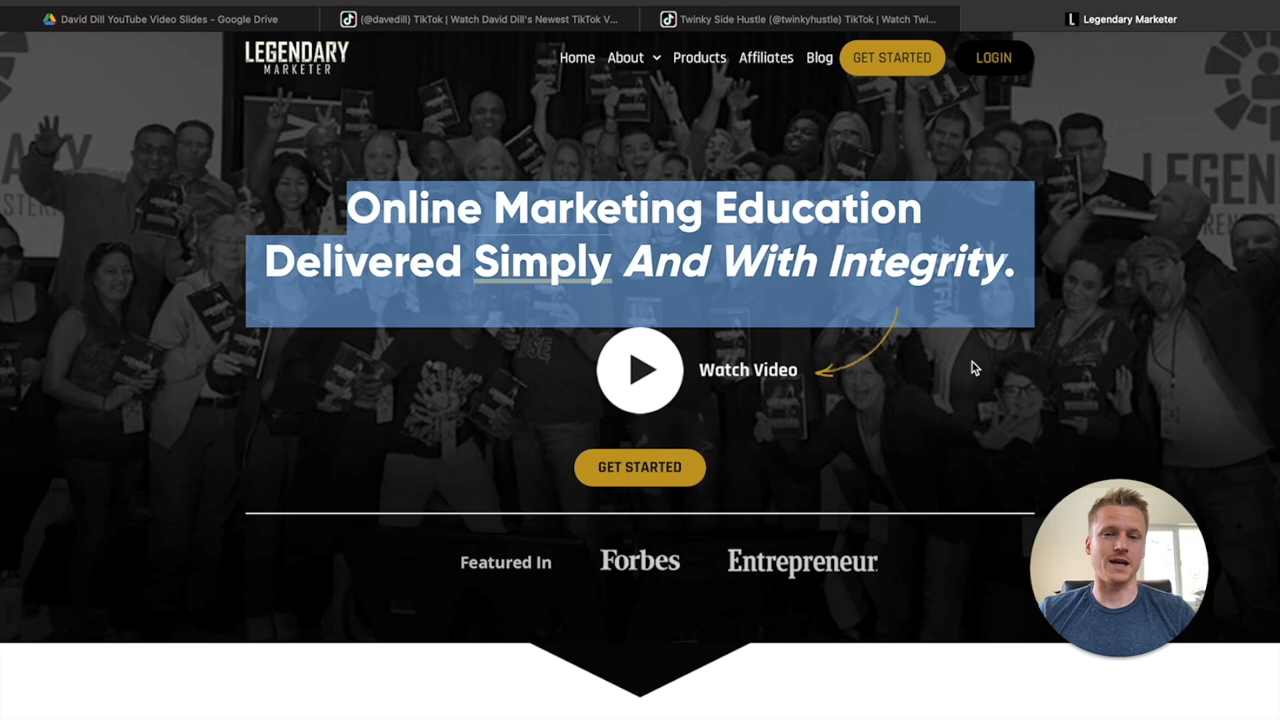 David Dill YouTube Video Slides - Google Drive
(@davedill) TikTok | Watch David Dill's Newest TikTok V...
Twinky Side Hustle (@twinkyhustle) TikTok | Watch Twi...
Legendary Marketer
LEGENDARY
MARKETER
Home
About
Products
Affiliates
Blog
GET STARTED
LOGIN
Online Marketing Education
Delivered Simply And With Integrity.
Watch Video
GET STARTED
Featured In
Forbes
Entrepreneur